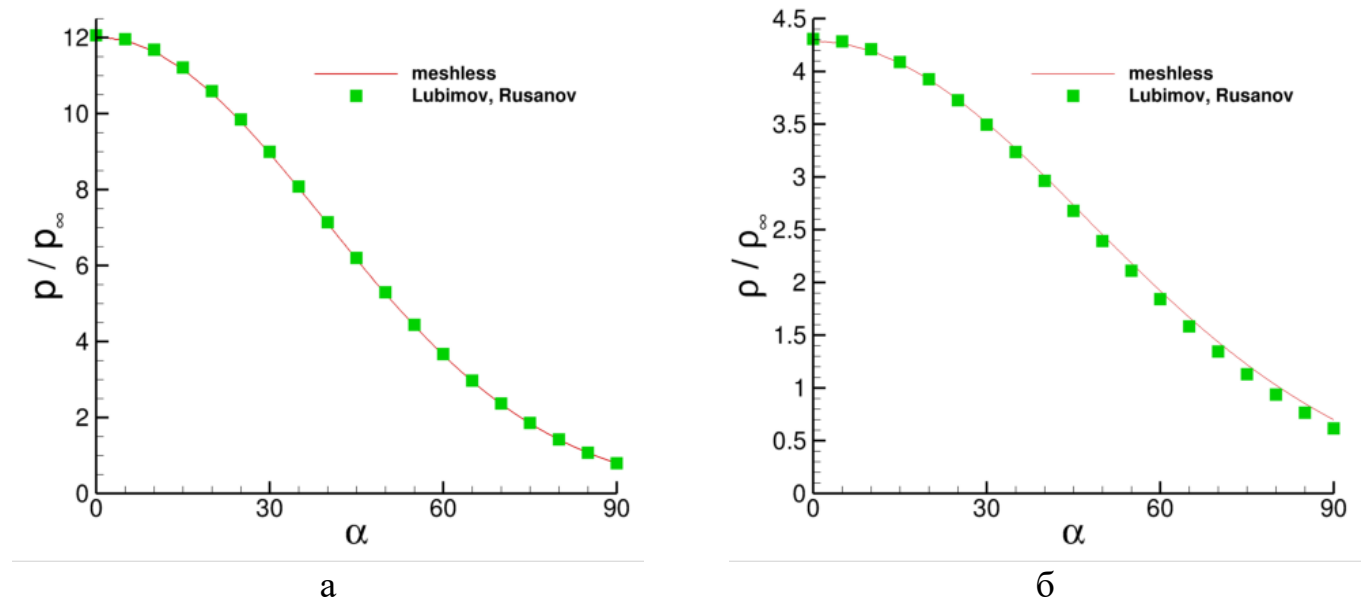 12
10
8
6
4
2
0
p / p∞
meshless
Lubimov, Rusanov
0
30
60
90
α
а
4.5
4
3.5
3
2.5
2
1.5
1
0.5
0
ρ / ρ∞
meshless
Lubimov, Rusanov
0
30
60
90
α
б